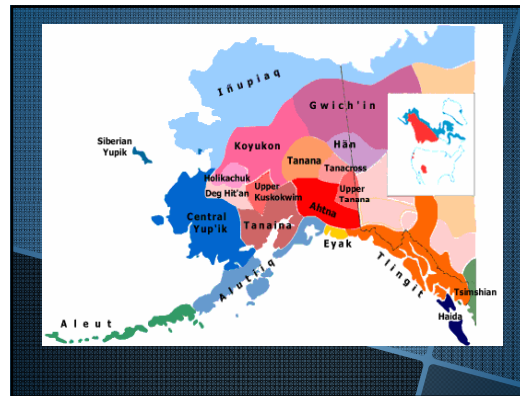 Iñupiaq
Gwich'in
Siberian
Yupik
Koyukon
Hän
Tanana
Tanacross
Holikachuk
Deg Hit'an
Upper
Kuskokwim
Upper
Tanana
Ahtna
Central
Yup'ik
Tanaina
Eyak
Alutiiq
Tlingit
Tsimshian
Haida
Aleut